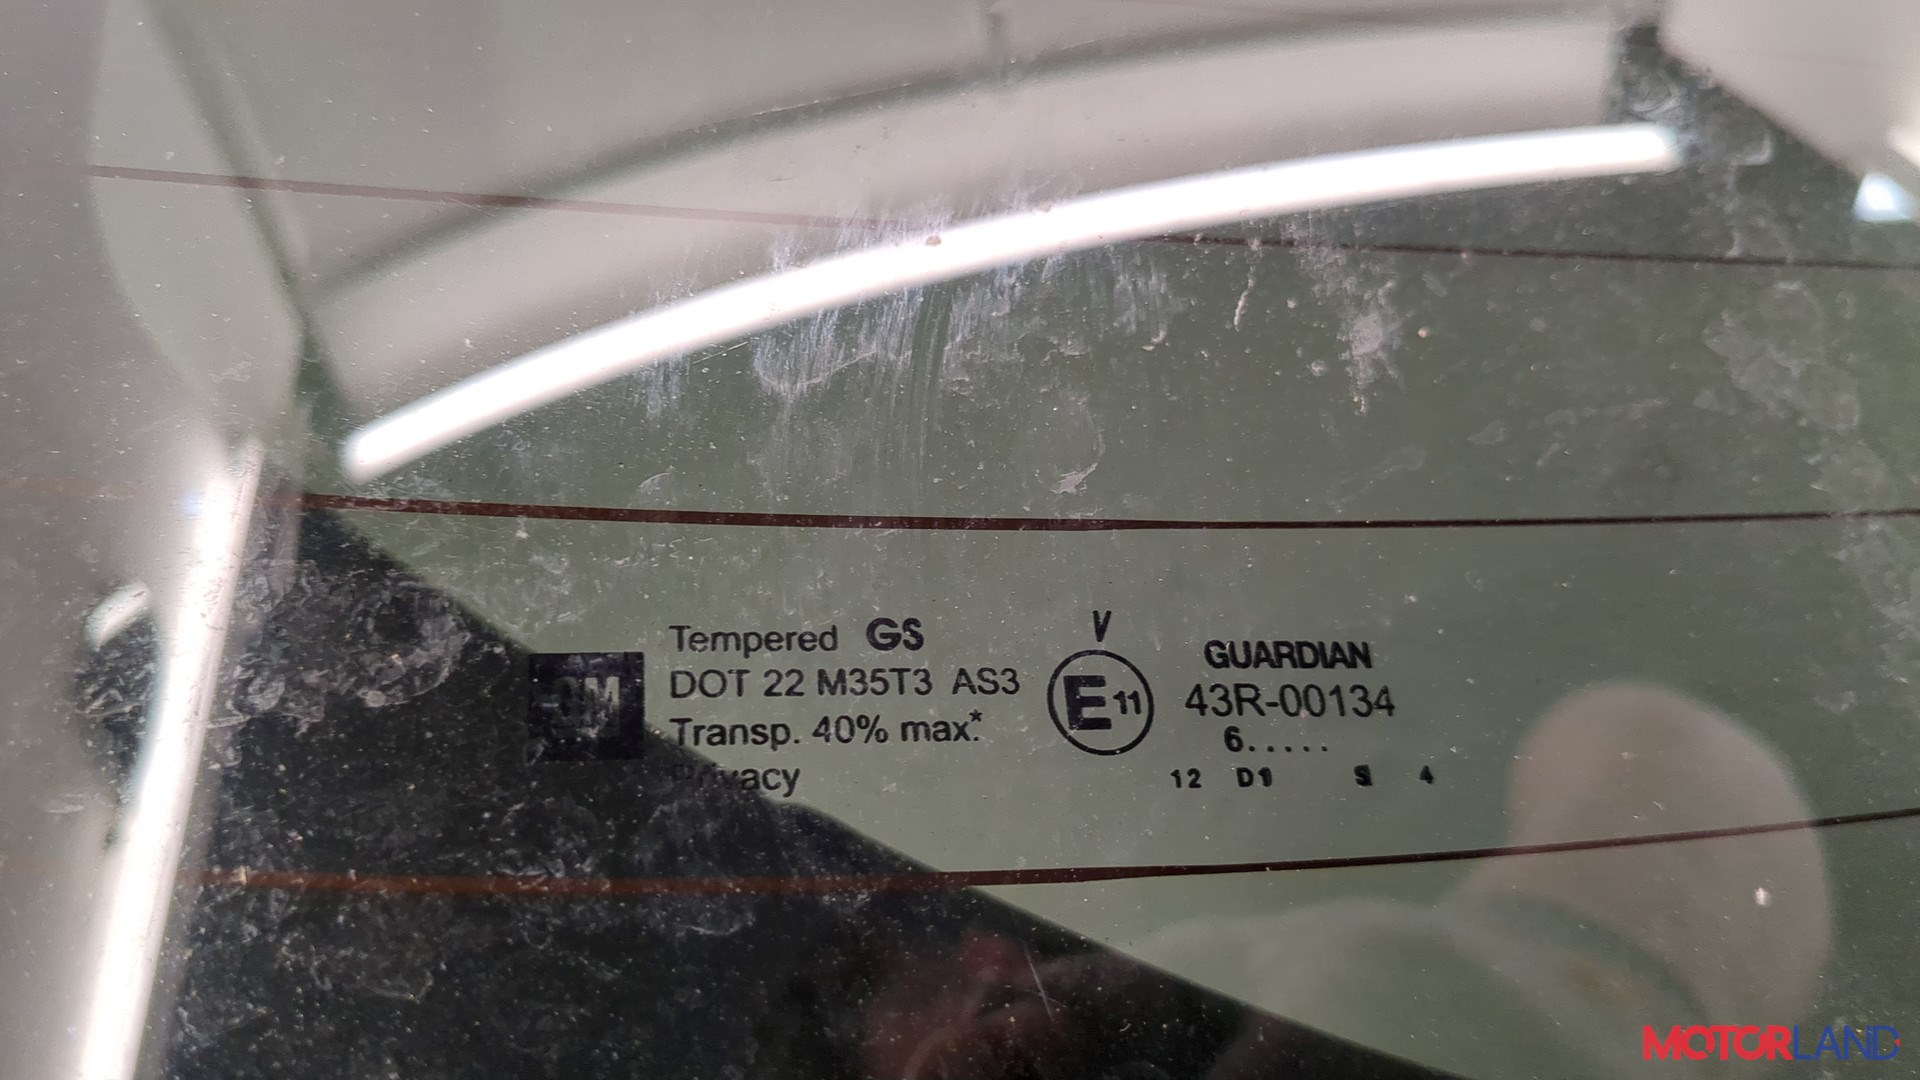 Tempered GS
DOT 22 M35T3 AS3
Transp. 40% max.*
Privacy
GM
V
E 11
GUARDIAN
43R-00134
6.....
12 D1 S 4
MOTORLAND